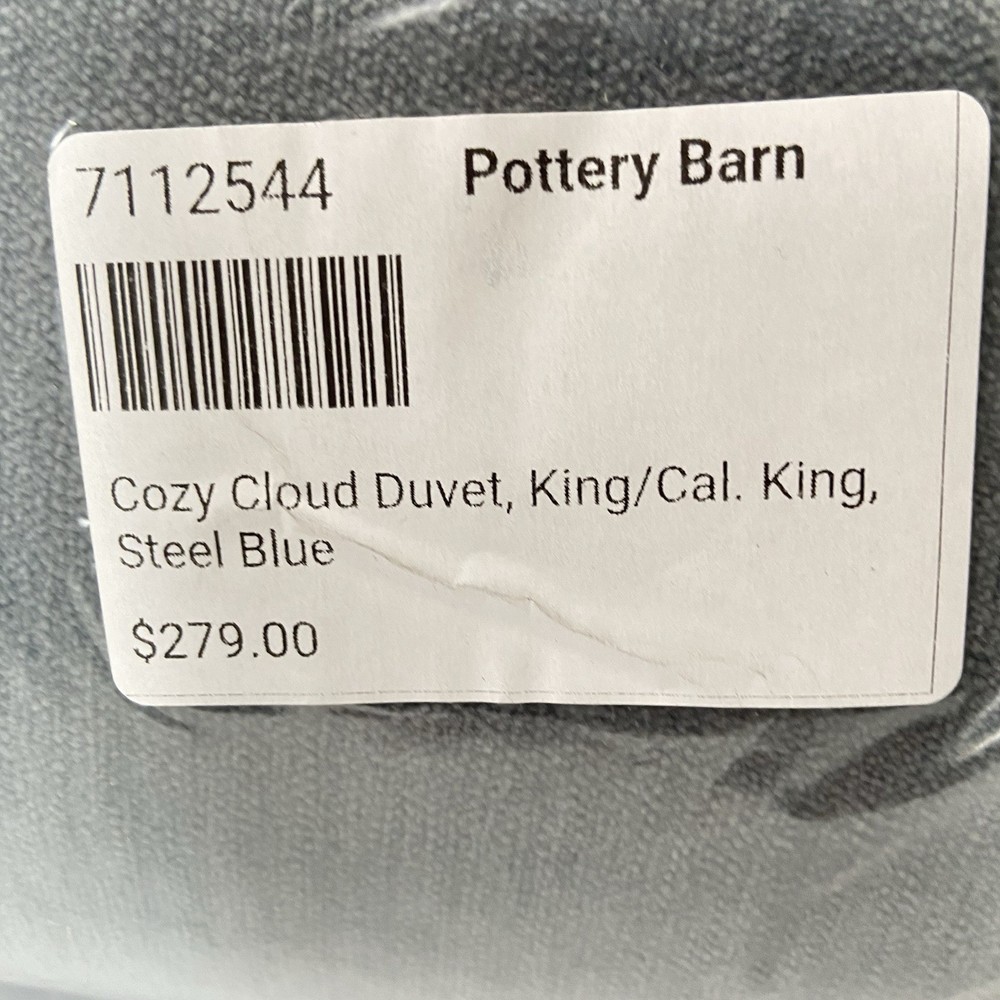 7112544
Pottery Barn
Cozy Cloud Duvet, King/Cal. King,
Steel Blue
$279.00